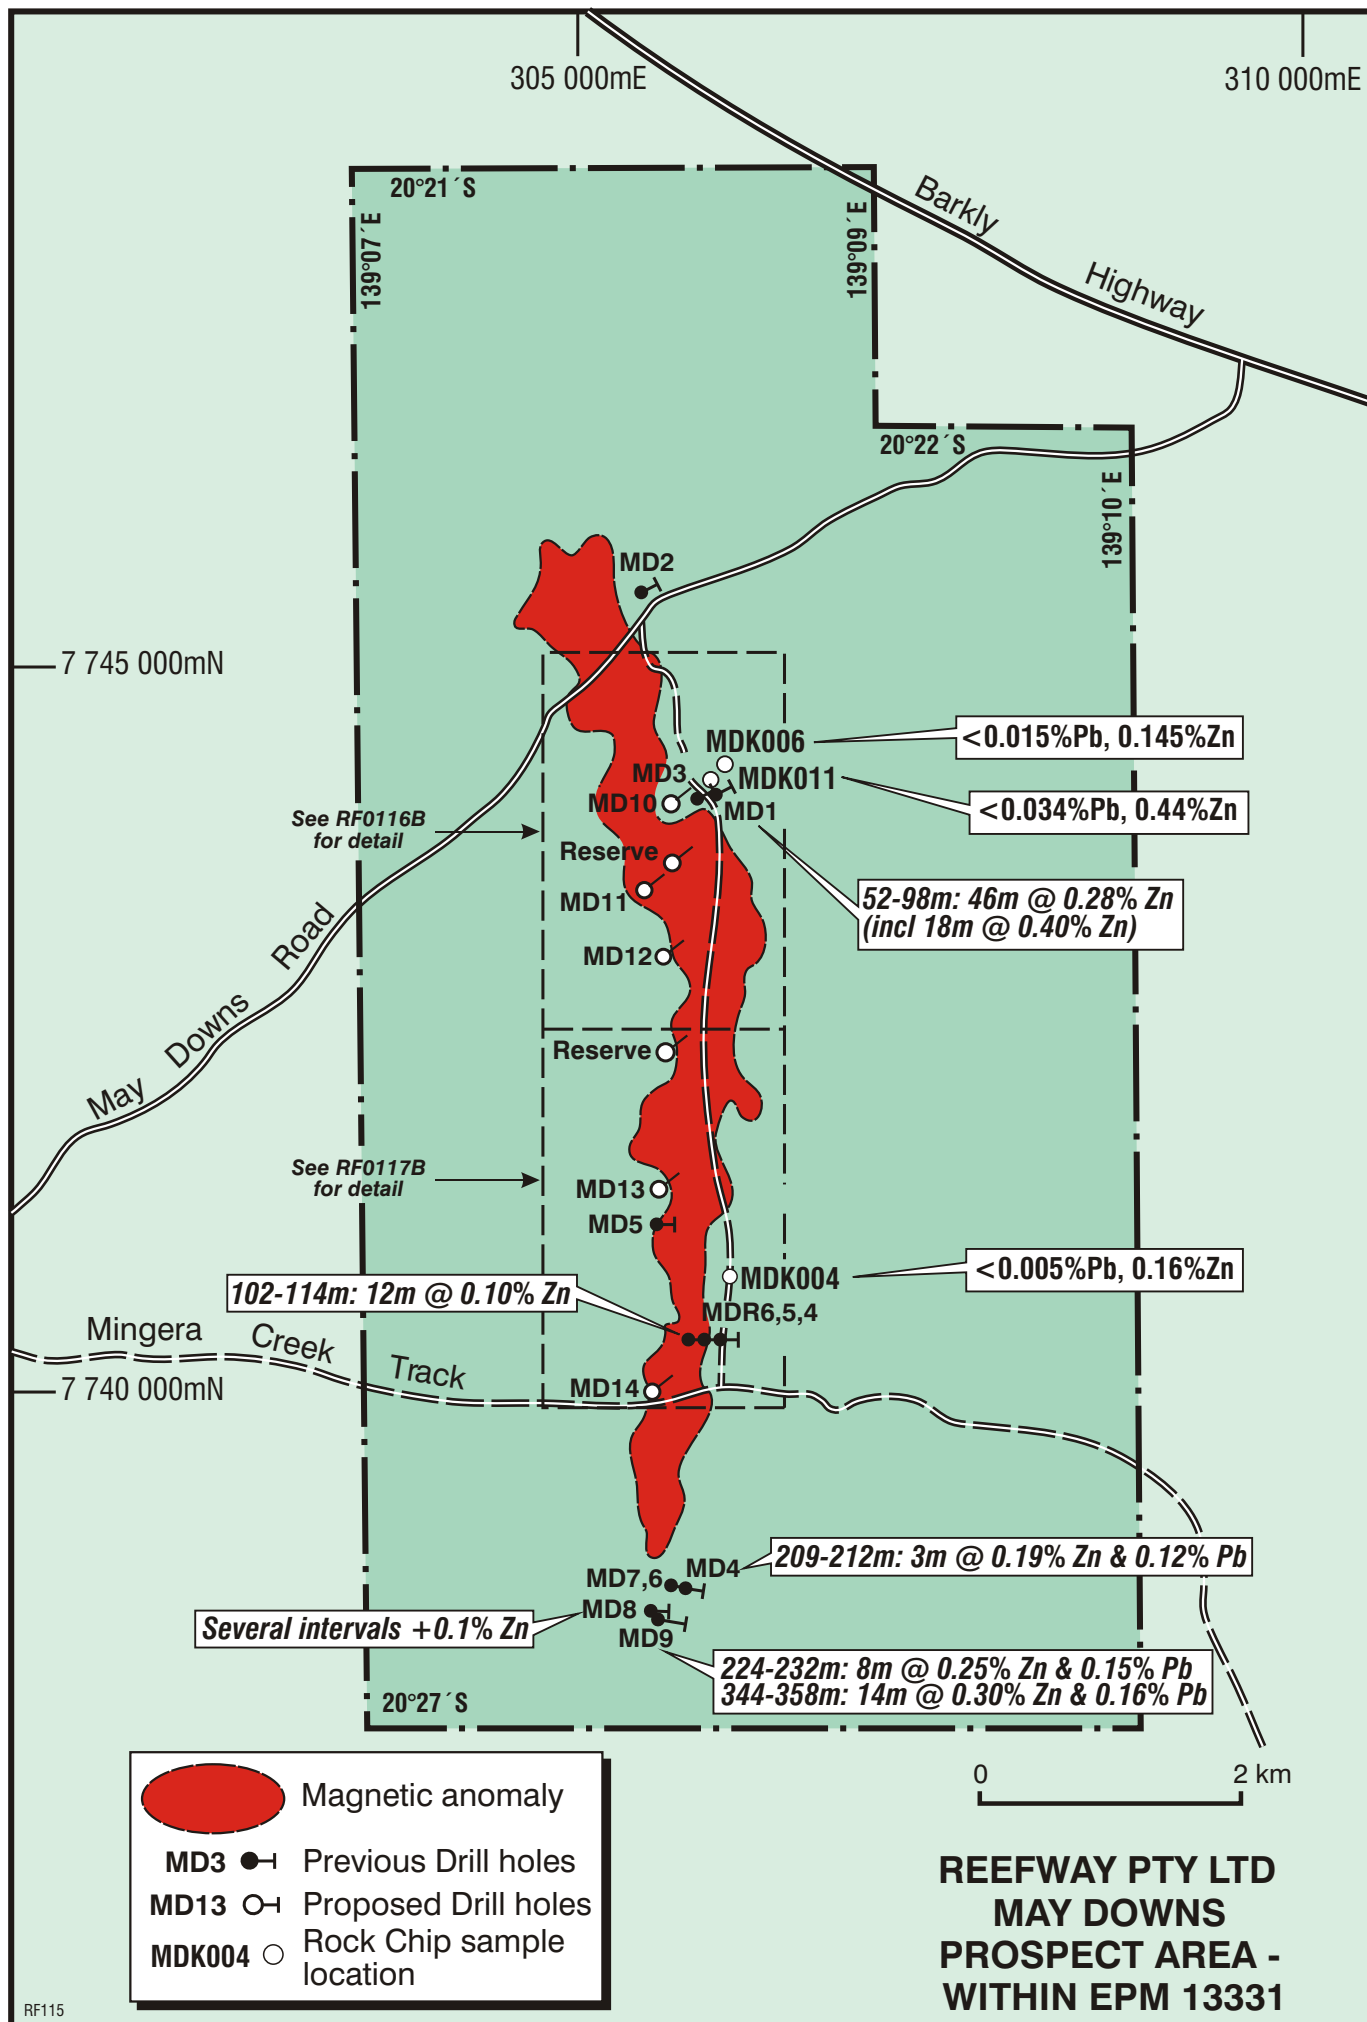 305 000mE
310 000mE
Barkly
Highway
20°21´S
139°07´E
139°09´E
20°22´S
139°10´E
MD2
7 745 000mN
MDK006
<0.015%Pb, 0.145%Zn
MD3
MDK011
MD10
MD1
<0.034%Pb, 0.44%Zn
See RF0116B
for detail
Reserve
52-98m: 46m @ 0.28% Zn
(incl 18m @ 0.40% Zn)
MD11
MD12
May Downs Road
Reserve
See RF0117B
for detail
MD13
MD5
MDK004
<0.005%Pb, 0.16%Zn
102-114m: 12m @ 0.10% Zn
MDR6,5,4
Mingera Creek Track
7 740 000mN
MD14
209-212m: 3m @ 0.19% Zn & 0.12% Pb
MD7,6
MD4
MD8
Several intervals +0.1% Zn
MD9
224-232m: 8m @ 0.25% Zn & 0.15% Pb
344-358m: 14m @ 0.30% Zn & 0.16% Pb
20°27´S
0
2 km
Magnetic anomaly
MD3 Previous Drill holes
MD13 Proposed Drill holes
MDK004 Rock Chip sample
location
REEFWAY PTY LTD
MAY DOWNS
PROSPECT AREA -
WITHIN EPM 13331
RF115